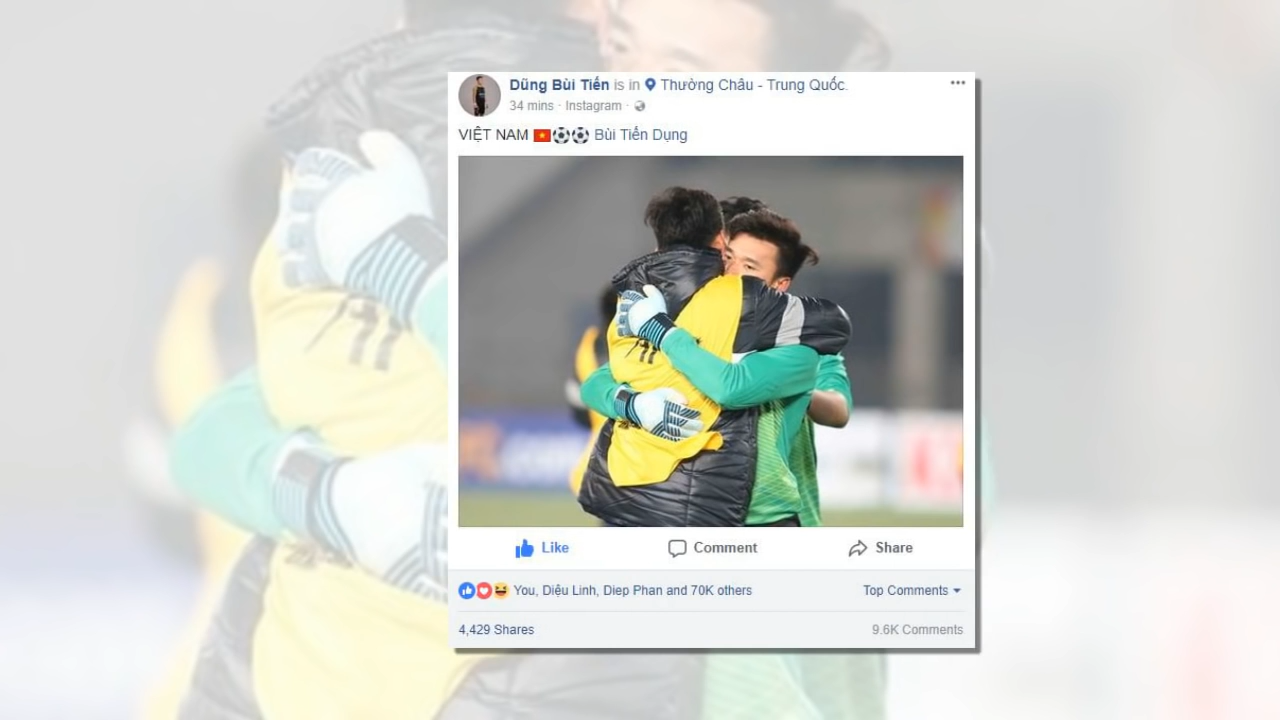 Dũng Bùi Tiến is in Thường Châu - Trung Quốc.
34 mins · Instagram ·
VIỆT NAM 🇻🇳⚽⚽ Bùi Tiến Dụng
Like Comment Share
You, Diệu Linh, Diep Phan and 70K others Top Comments
4,429 Shares 9.6K Comments